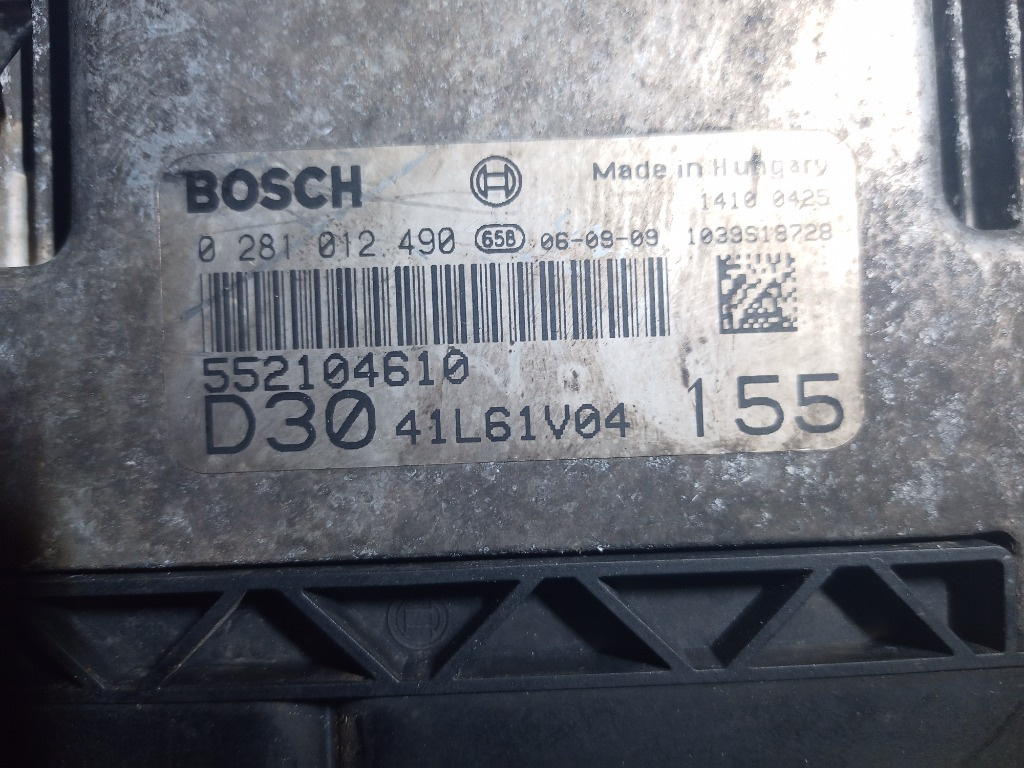 BOSCH
Made in Hungary
1410 0425
0 281 012 490 658 06-09-09 1039S18728
552104610
D30 41L61V04 155